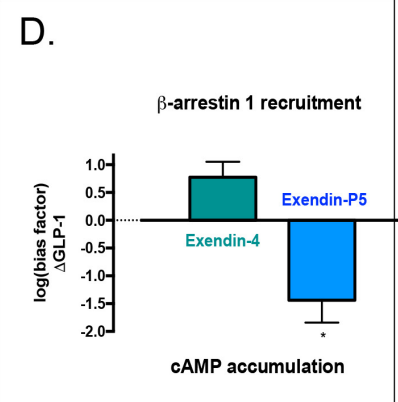 D.
β-arrestin 1 recruitment
log(bias factor)
ΔGLP-1
1.0
0.5
0.0
-0.5
-1.0
-1.5
-2.0
Exendin-P5
Exendin-4
*
cAMP accumulation